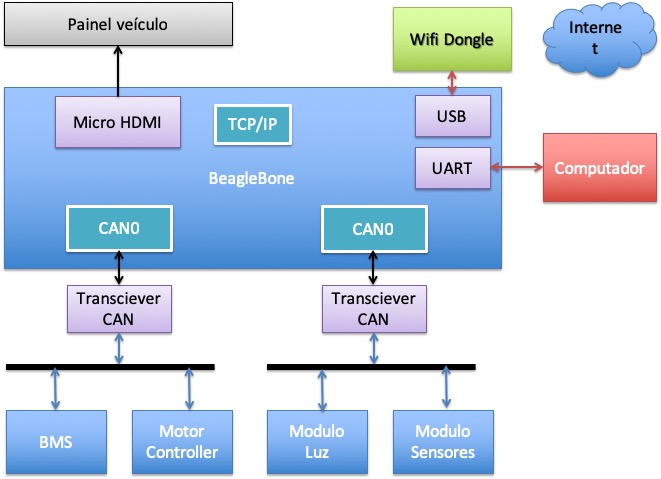 Painel veículo
Wifi Dongle
Interne
t
Micro HDMI
TCP/IP
USB
UART
Computador
BeagleBone
CAN0
CAN0
Transciever
CAN
Transciever
CAN
BMS
Motor
Controller
Modulo
Luz
Modulo
Sensores